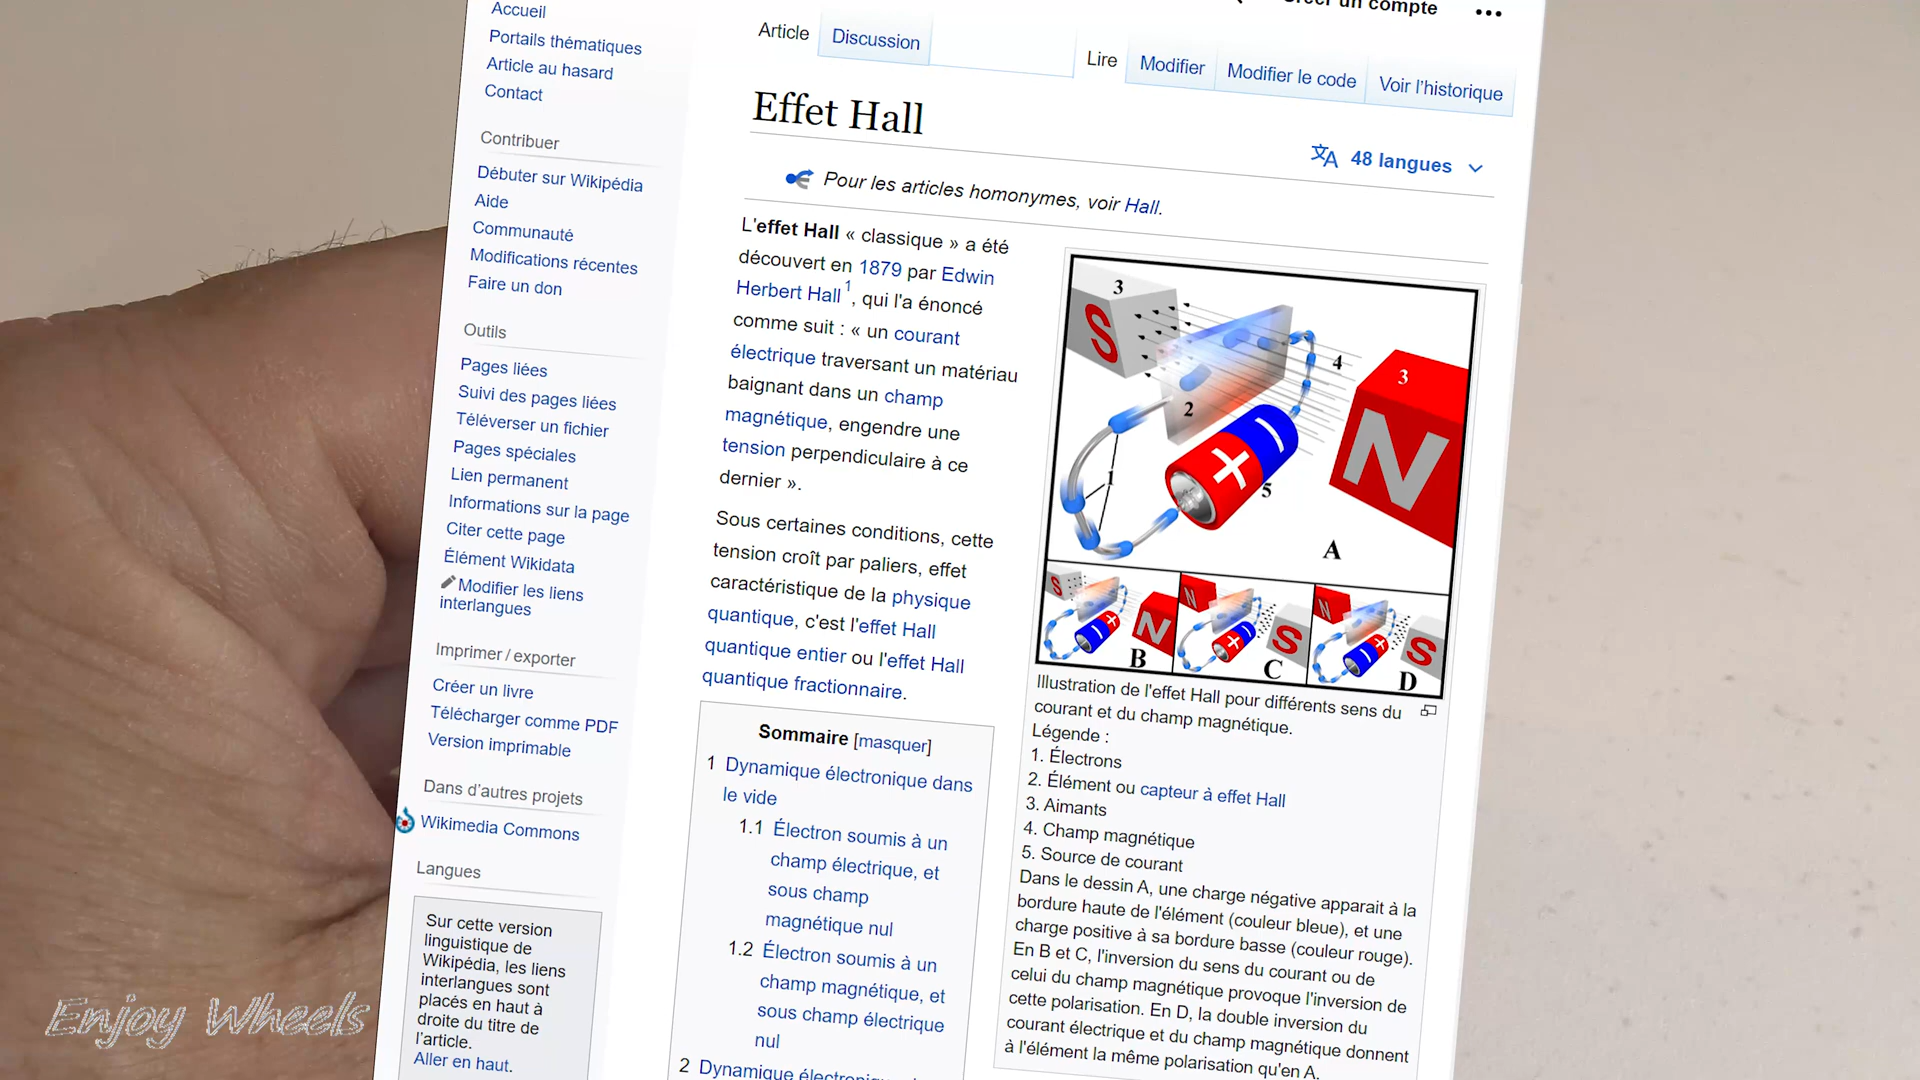 Accueil
Portails thématiques
Article au hasard
Contact
Contribuer
Débuter sur Wikipédia
Aide
Communauté
Modifications récentes
Faire un don
Outils
Pages liées
Suivi des pages liées
Téléverser un fichier
Pages spéciales
Lien permanent
Informations sur la page
Citer cette page
Élément Wikidata
Modifier les liens
interlangues
Imprimer / exporter
Créer un livre
Télécharger comme PDF
Version imprimable
Dans d'autres projets
Wikimedia Commons
Langues
Sur cette version
linguistique de
Wikipédia, les liens
interlangues sont
placés en haut à
droite du titre de
l'article.
Aller en haut.
Créer un compte
Article
Discussion
Lire
Modifier
Modifier le code
Voir l'historique
Effet Hall
48 langues
Pour les articles homonymes, voir Hall.
L'effet Hall « classique » a été
découvert en 1879 par Edwin
Herbert Hall1, qui l'a énoncé
comme suit : « un courant
électrique traversant un matériau
baignant dans un champ
magnétique, engendre une
tension perpendiculaire à ce
dernier ».
Sous certaines conditions, cette
tension croît par paliers, effet
caractéristique de la physique
quantique, c'est l'effet Hall
quantique entier ou l'effet Hall
quantique fractionnaire.
Sommaire [masquer]
1 Dynamique électronique dans
le vide
1.1 Électron soumis à un
champ électrique, et
sous champ
magnétique nul
1.2 Électron soumis à un
champ magnétique, et
sous champ électrique
nul
2 Dynamique
3
S
4
3
N
2
+
−
1
5
A
S
N
B
N
S
C
N
S
D
Illustration de l'effet Hall pour différents sens du
courant et du champ magnétique.
Légende :
1. Électrons
2. Élément ou capteur à effet Hall
3. Aimants
4. Champ magnétique
5. Source de courant
Dans le dessin A, une charge négative apparait à la
bordure haute de l'élément (couleur bleue), et une
charge positive à sa bordure basse (couleur rouge).
En B et C, l'inversion du sens du courant ou de
celui du champ magnétique provoque l'inversion de
cette polarisation. En D, la double inversion du
courant électrique et du champ magnétique donnent
à l'élément la même polarisation qu'en A.
Enjoy Wheels